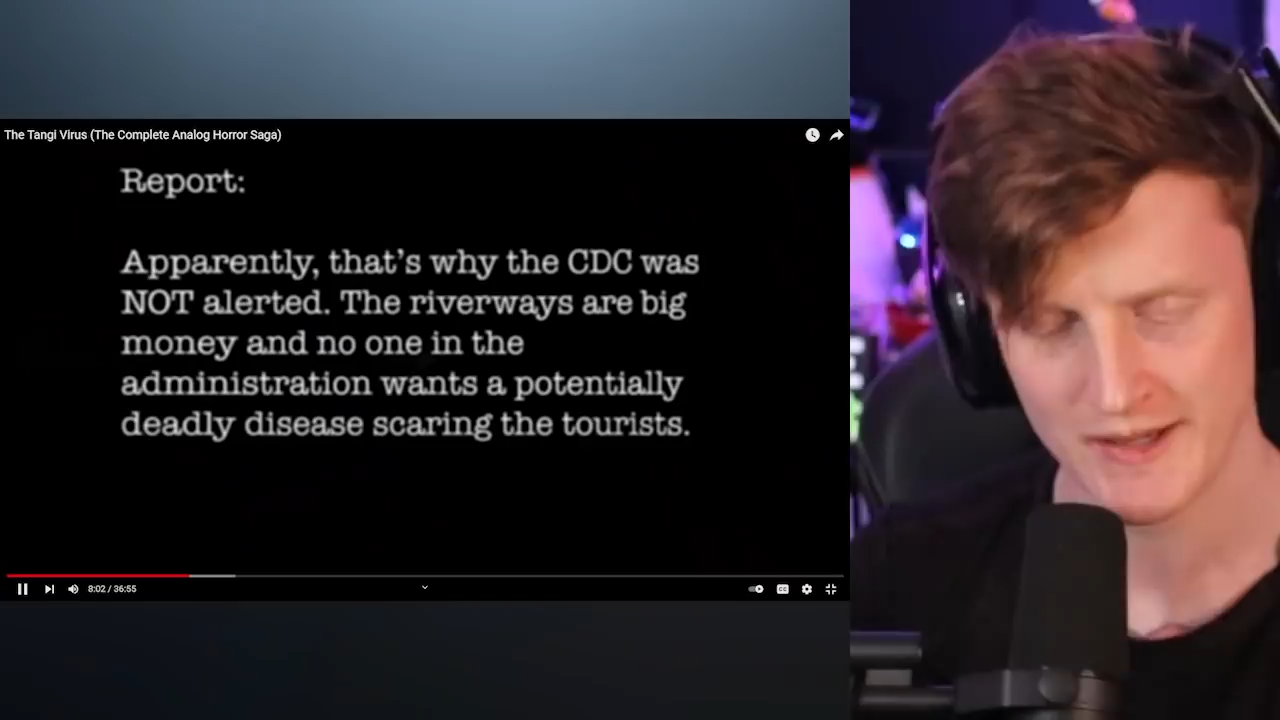 The Tangi Virus (The Complete Analog Horror Saga)
Report:
Apparently, that's why the CDC was
NOT alerted. The riverways are big
money and no one in the
administration wants a potentially
deadly disease scaring the tourists.
8:02 / 36:55
CC